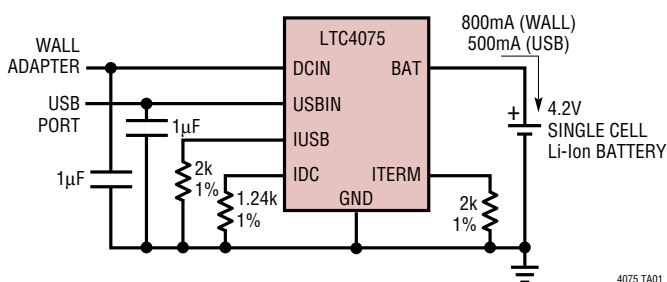 800mA (WALL)
500mA (USB)
WALL
ADAPTER
USB
PORT
LTC4075
DCIN
BAT
USBIN
IUSB
IDC
ITERM
GND
1μF
1μF
2k
1%
1.24k
1%
2k
1%
+
4.2V
SINGLE CELL
Li-Ion BATTERY
4075 TA01